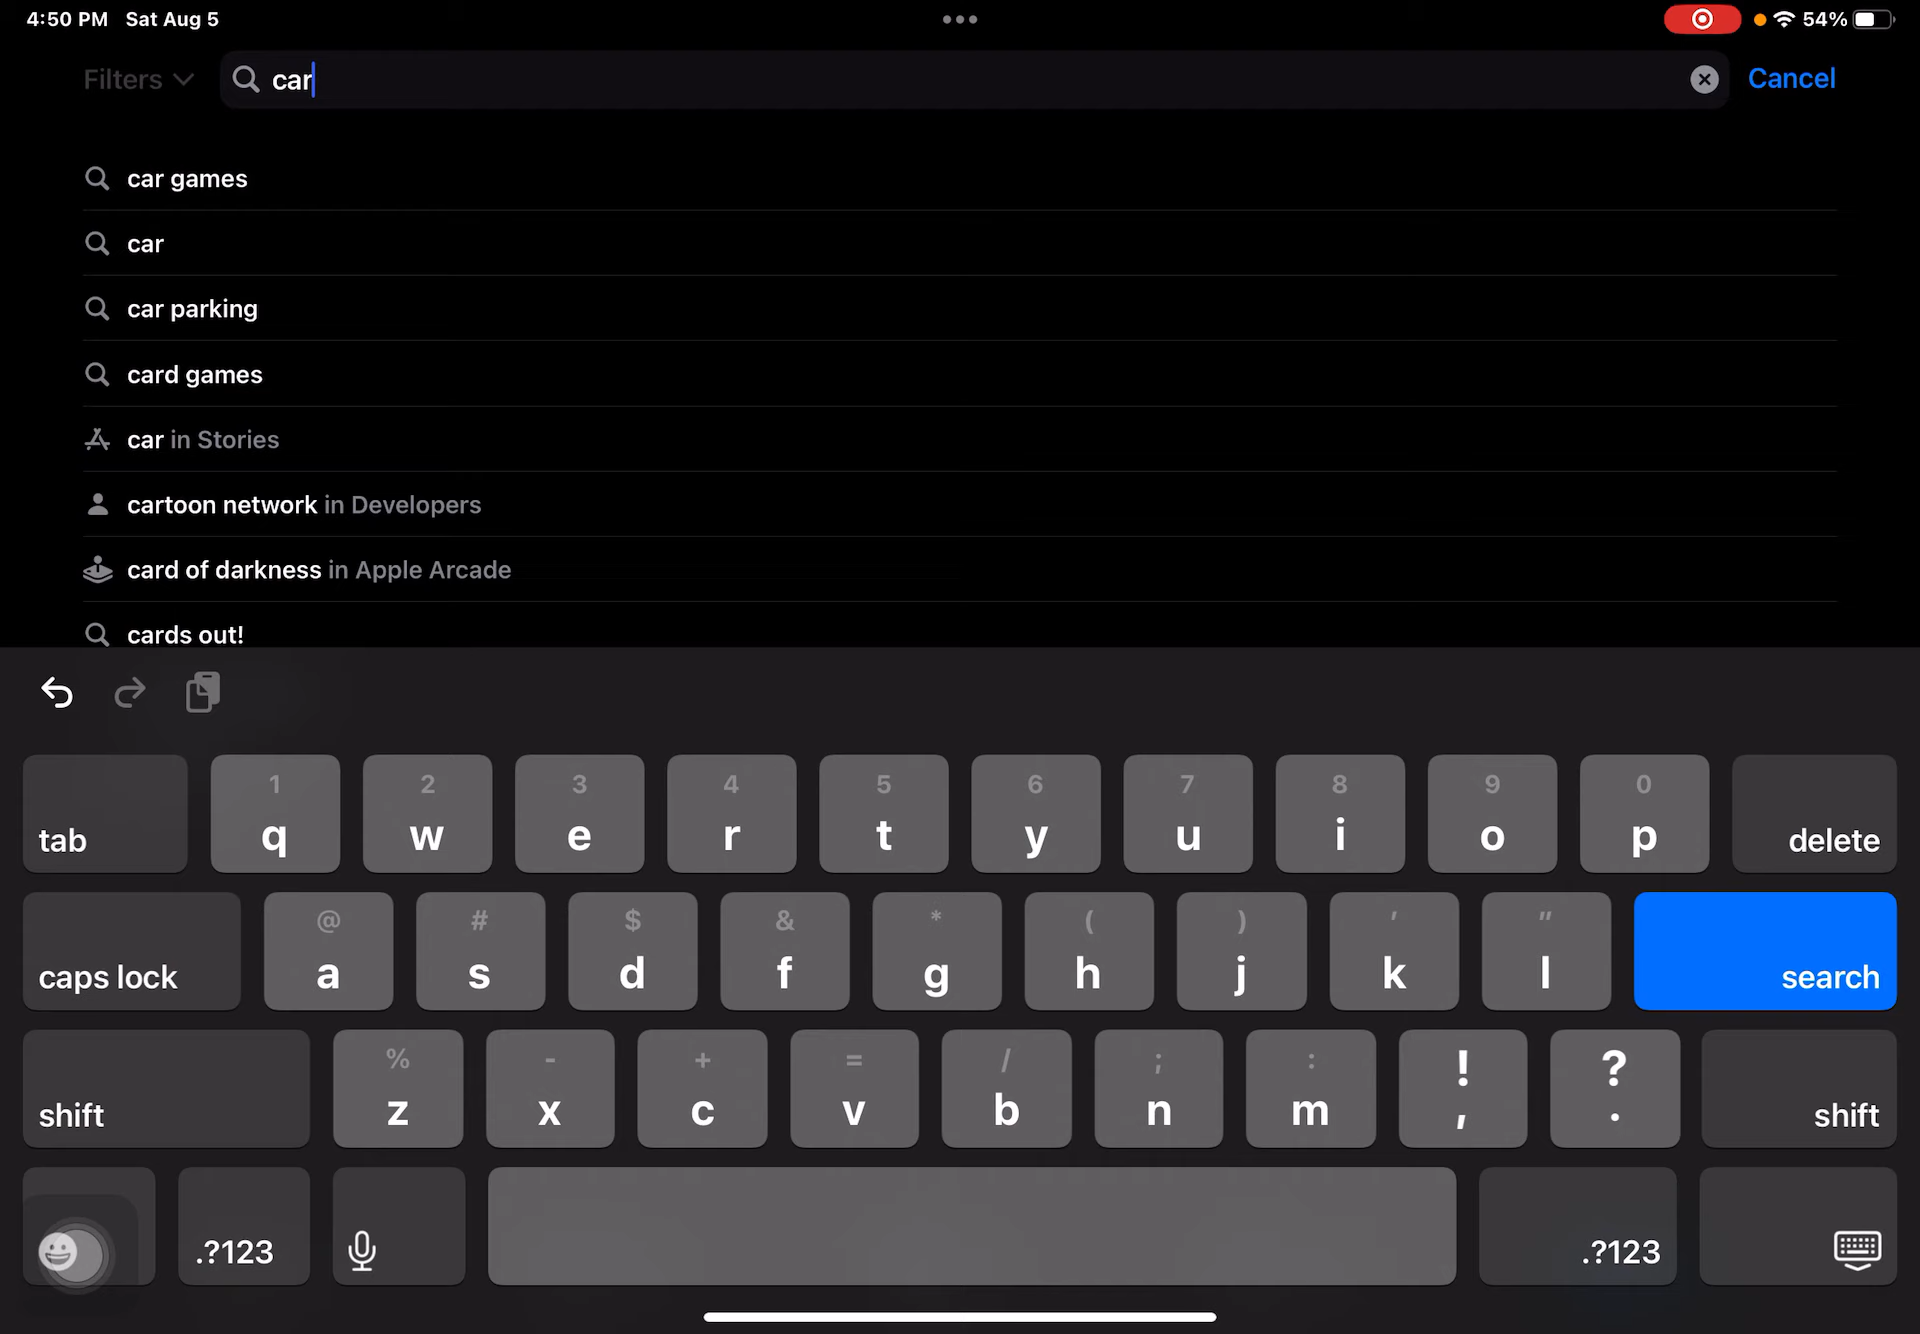 4:50 PM Sat Aug 5 54%
Filters car Cancel
car games
car
car parking
card games
car in Stories
cartoon network in Developers
card of darkness in Apple Arcade
cards out!
1 2 3 4 5 6 7 8 9 0
tab q w e r t y u i o p delete
@ # $ & * ( ) ' "
caps lock a s d f g h j k l search
% - + = / ; : ! ?
shift z x c v b n m , . shift
.?123 .?123